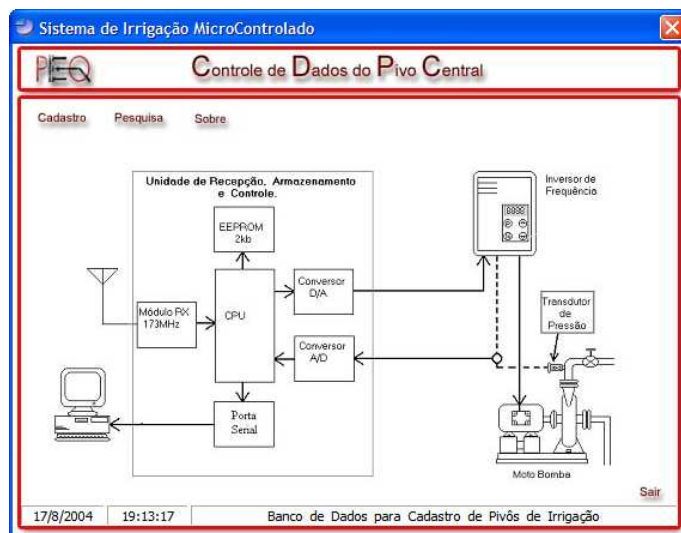 Sistema de Irrigação MicroControlado
PIEQ
Controle de Dados do Pivo Central
Cadastro Pesquisa Sobre
Unidade de Recepção, Armazenamento
e Controle.
Inversor de
Frequência
EEPROM
2kb
Conversor
D/A
Transdutor
de
Pressão
Módulo RX
173MHz
CPU
Conversor
A/D
Porta
Serial
Moto Bomba
Sair
17/8/2004 19:13:17 Banco de Dados para Cadastro de Pivôs de Irrigação